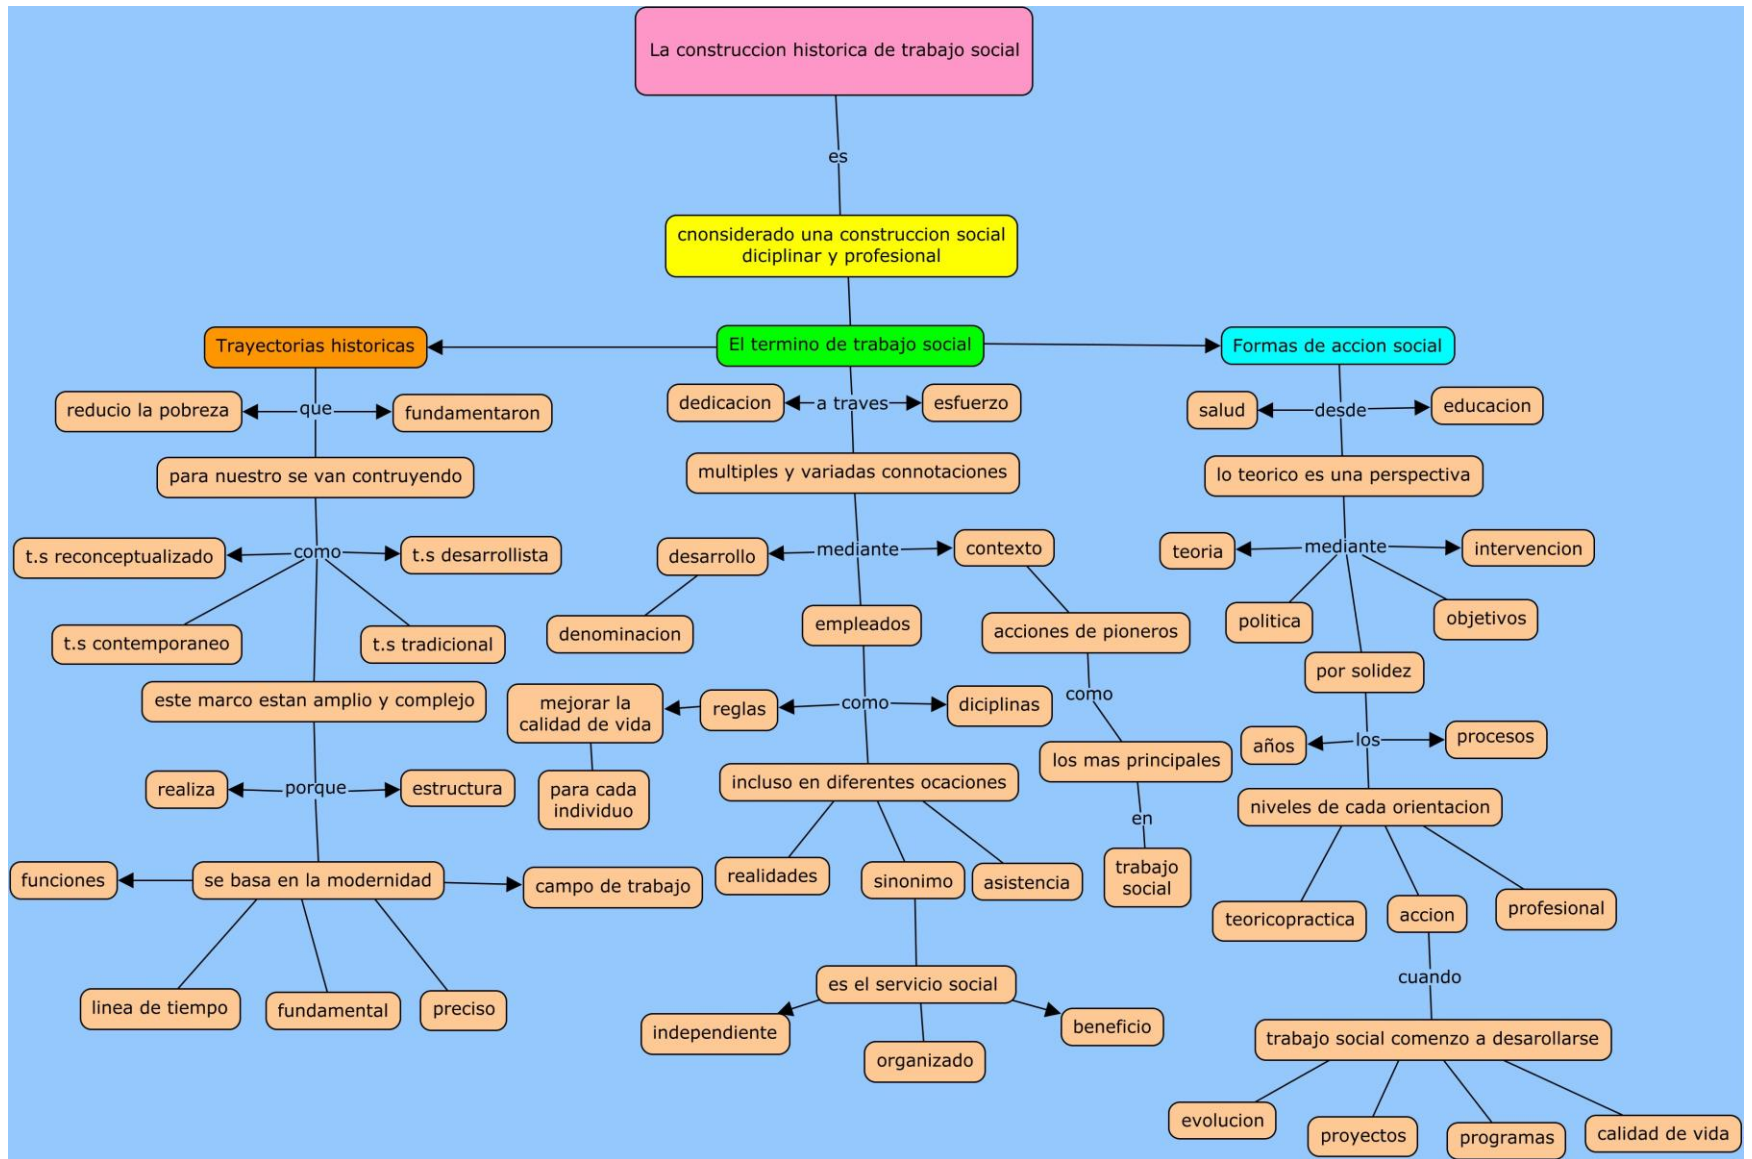 La construccion historica de trabajo social
es
cnonsiderado una construccion social
diciplinar y profesional
Trayectorias historicas
El termino de trabajo social
Formas de accion social
reducio la pobreza
que
fundamentaron
para nuestro se van contruyendo
t.s reconceptualizado
como
t.s desarrollista
t.s contemporaneo
t.s tradicional
este marco estan amplio y complejo
realiza
porque
estructura
funciones
se basa en la modernidad
campo de trabajo
linea de tiempo
fundamental
preciso
dedicacion
a traves
esfuerzo
multiples y variadas connotaciones
desarrollo
mediante
contexto
denominacion
empleados
acciones de pioneros
mejorar la
calidad de vida
reglas
como
diciplinas
como
para cada
individuo
incluso en diferentes ocaciones
los mas principales
en
realidades
sinonimo
asistencia
trabajo
social
es el servicio social
independiente
organizado
beneficio
salud
desde
educacion
lo teorico es una perspectiva
teoria
mediante
intervencion
politica
objetivos
por solidez
años
los
procesos
niveles de cada orientacion
teoricopractica
accion
profesional
cuando
trabajo social comenzo a desarollarse
evolucion
proyectos
programas
calidad de vida